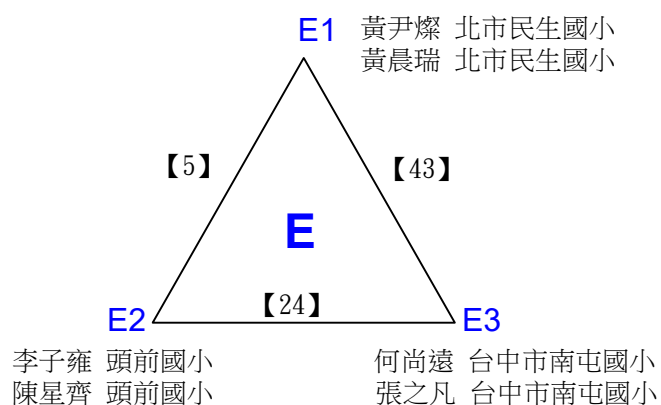 E1
黃尹燦 北市民生國小
黃晨瑞 北市民生國小
【5】
【43】
E
【24】
E2
E3
李子雍 頭前國小
陳星齊 頭前國小
何尚遠 台中市南屯國小
張之凡 台中市南屯國小